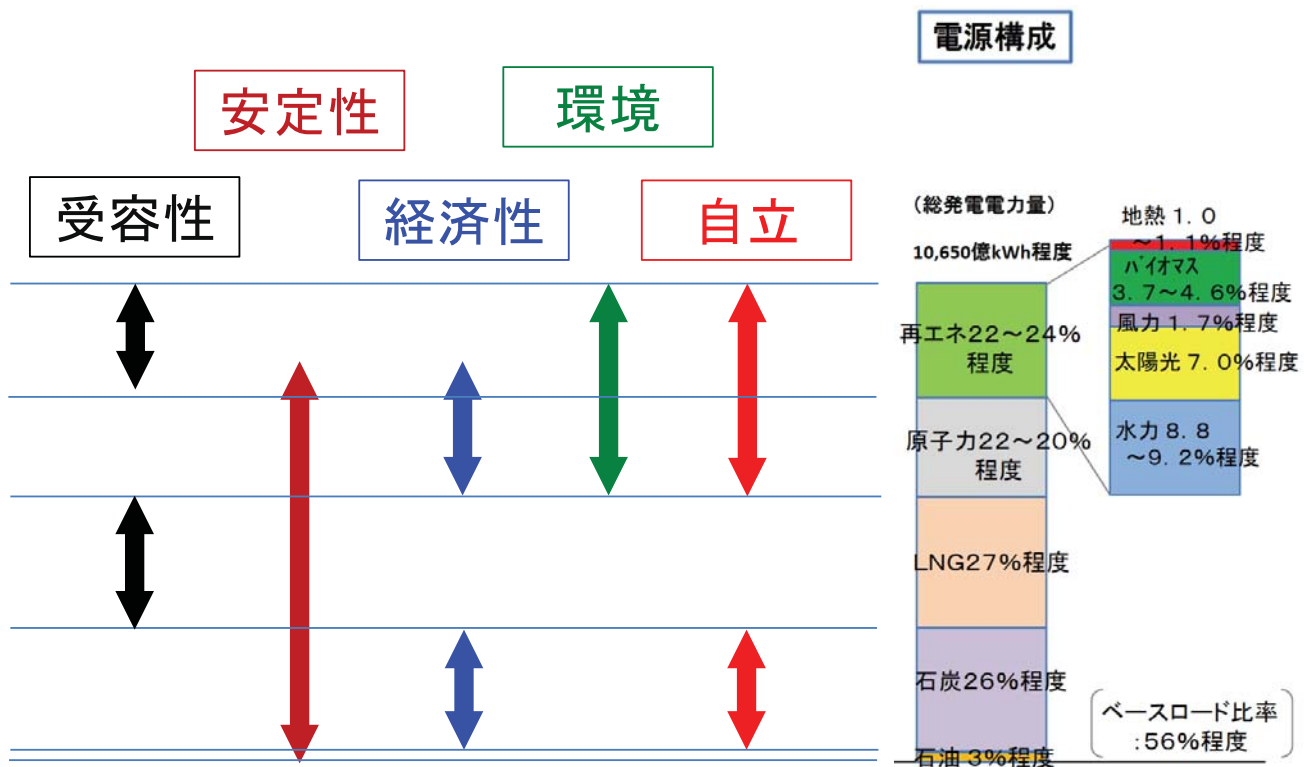 電源構成
安定性
環境
受容性
経済性
自立
(総発電電力量)
10,650億kWh程度
再エネ22～24%
程度
原子力22～20%
程度
LNG27%程度
石炭26%程度
石油 3%程度
地熱 1．0
～1．1%程度
バイオマス
3．7～4．6%程度
風力 1．7%程度
太陽光 7．0%程度
水力 8．8
～9．2%程度
ベースロード比率
:56%程度